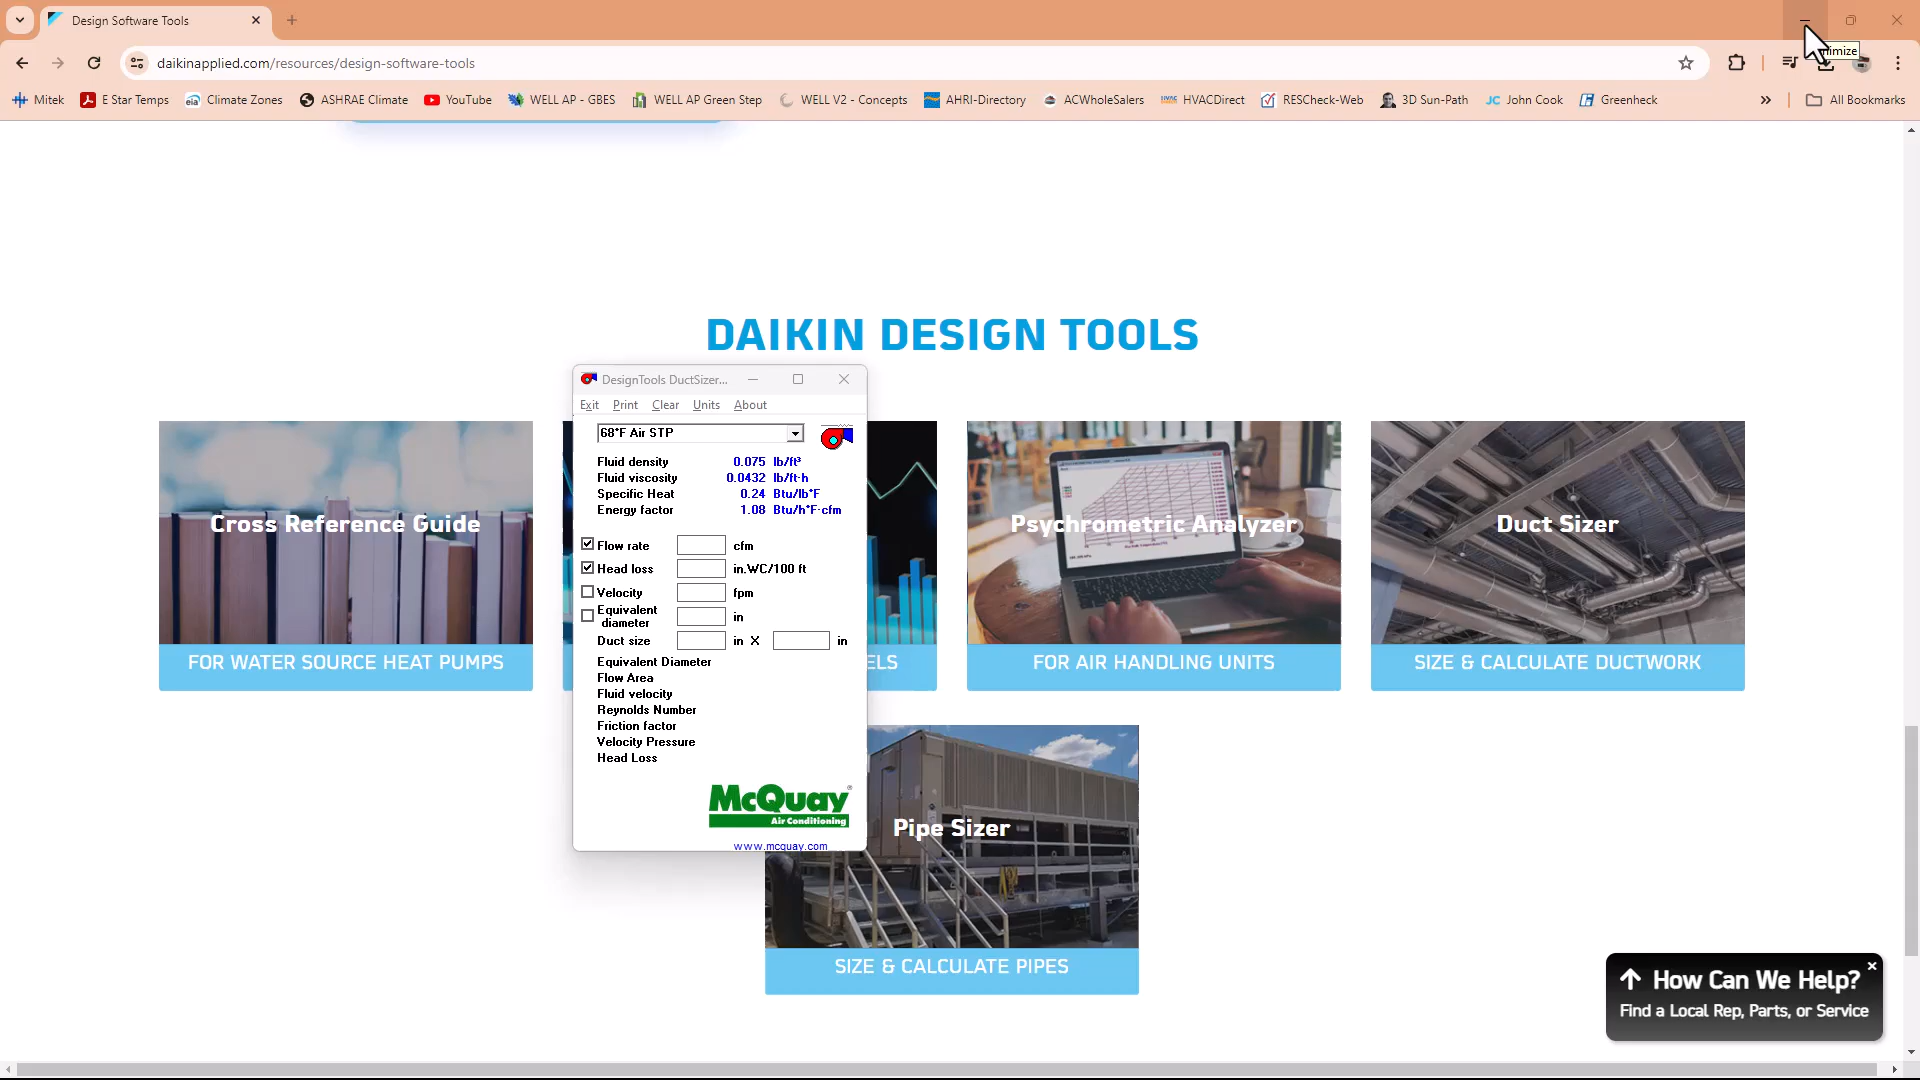 Design Software Tools
daikinapplied.com/resources/design-software-tools
Mitek
E Star Temps
eia
Climate Zones
ASHRAE Climate
YouTube
WELL AP - GBES
WELL AP Green Step
WELL V2 - Concepts
AHRI-Directory
ACWholeSalers
HVACDirect
RESCheck-Web
3D Sun-Path
JC John Cook
Greenheck
»
All Bookmarks
DAIKIN DESIGN TOOLS
Cross Reference Guide
FOR WATER SOURCE HEAT PUMPS
Psychrometric Analyzer
FOR AIR HANDLING UNITS
Duct Sizer
SIZE & CALCULATE DUCTWORK
Pipe Sizer
SIZE & CALCULATE PIPES
DesignTools DuctSizer...
Exit Print Clear Units About
68°F Air STP
Fluid density 0.075 lb/ft³
Fluid viscosity 0.0432 lb/ft·h
Specific Heat 0.24 Btu/lb°F
Energy factor 1.08 Btu/h°F·cfm
Flow rate cfm
Head loss in.WC/100 ft
Velocity fpm
Equivalent
diameter in
Duct size in X in
Equivalent Diameter
Flow Area
Fluid velocity
Reynolds Number
Friction factor
Velocity Pressure
Head Loss
McQuay®
Air Conditioning
www.mcquay.com
How Can We Help?
Find a Local Rep, Parts, or Service